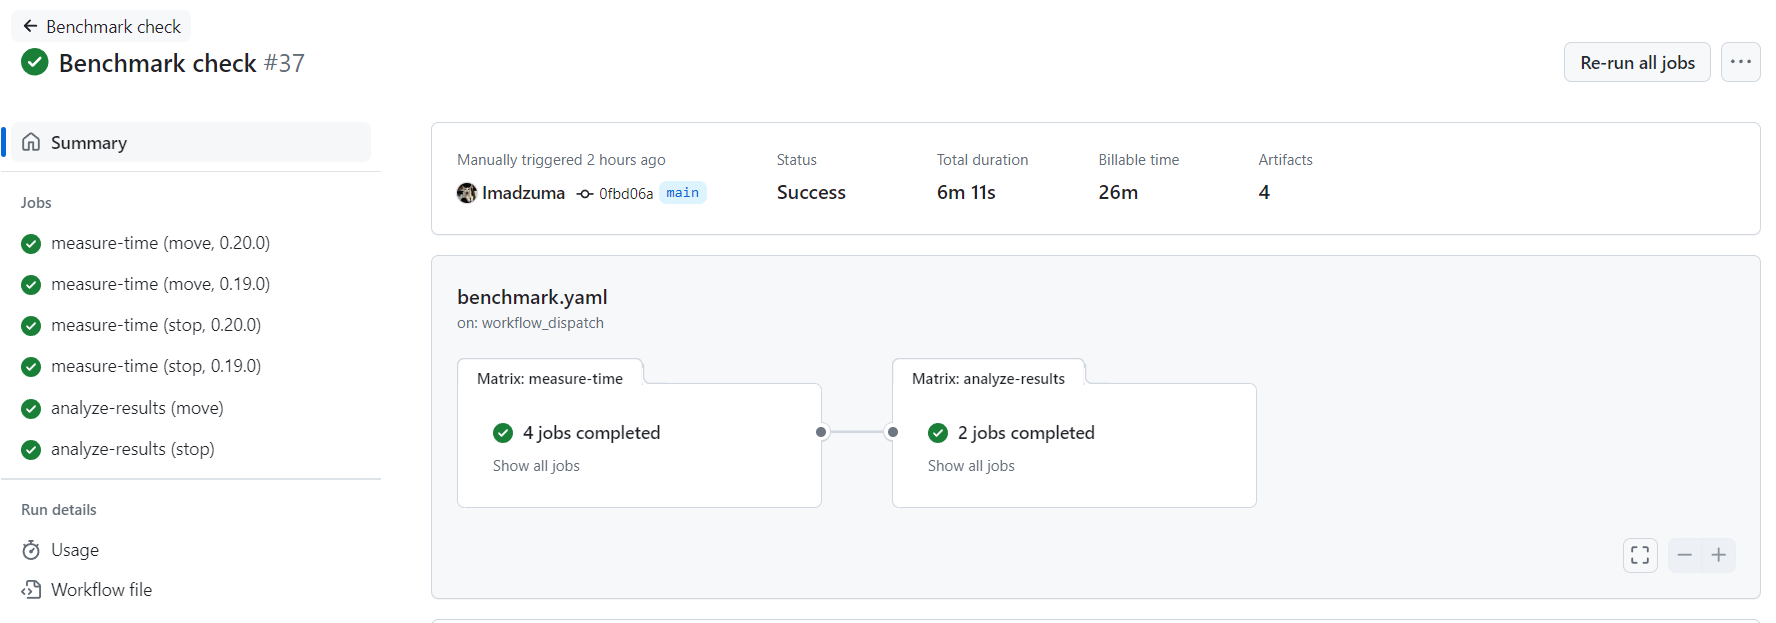 Benchmark check
Benchmark check #37
Re-run all jobs
Summary
Jobs
measure-time (move, 0.20.0)
measure-time (move, 0.19.0)
measure-time (stop, 0.20.0)
measure-time (stop, 0.19.0)
analyze-results (move)
analyze-results (stop)
Run details
Usage
Workflow file
Manually triggered 2 hours ago
Imadzuma 0fbd06a main
Status
Success
Total duration
6m 11s
Billable time
26m
Artifacts
4
benchmark.yaml
on: workflow_dispatch
Matrix: measure-time
4 jobs completed
Show all jobs
Matrix: analyze-results
2 jobs completed
Show all jobs